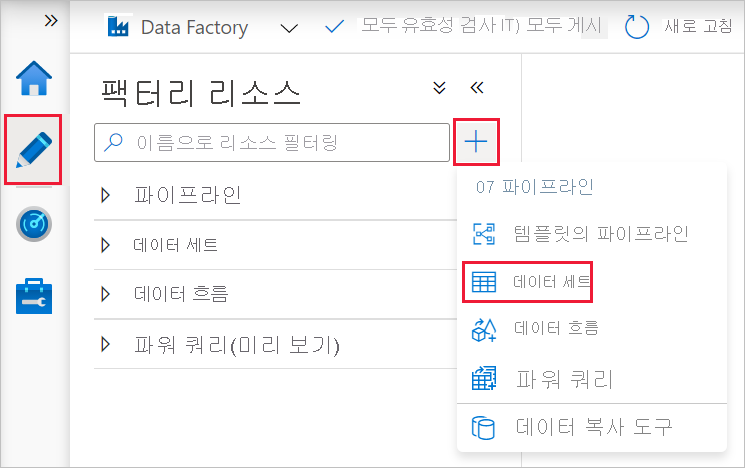 Data Factory
모두 유효성 검사 IT) 모두 게시
새로 고침
팩터리 리소스
이름으로 리소스 필터링
파이프라인
데이터 세트
데이터 흐름
파워 쿼리(미리 보기)
07 파이프라인
템플릿의 파이프라인
데이터 세트
데이터 흐름
파워 쿼리
데이터 복사 도구